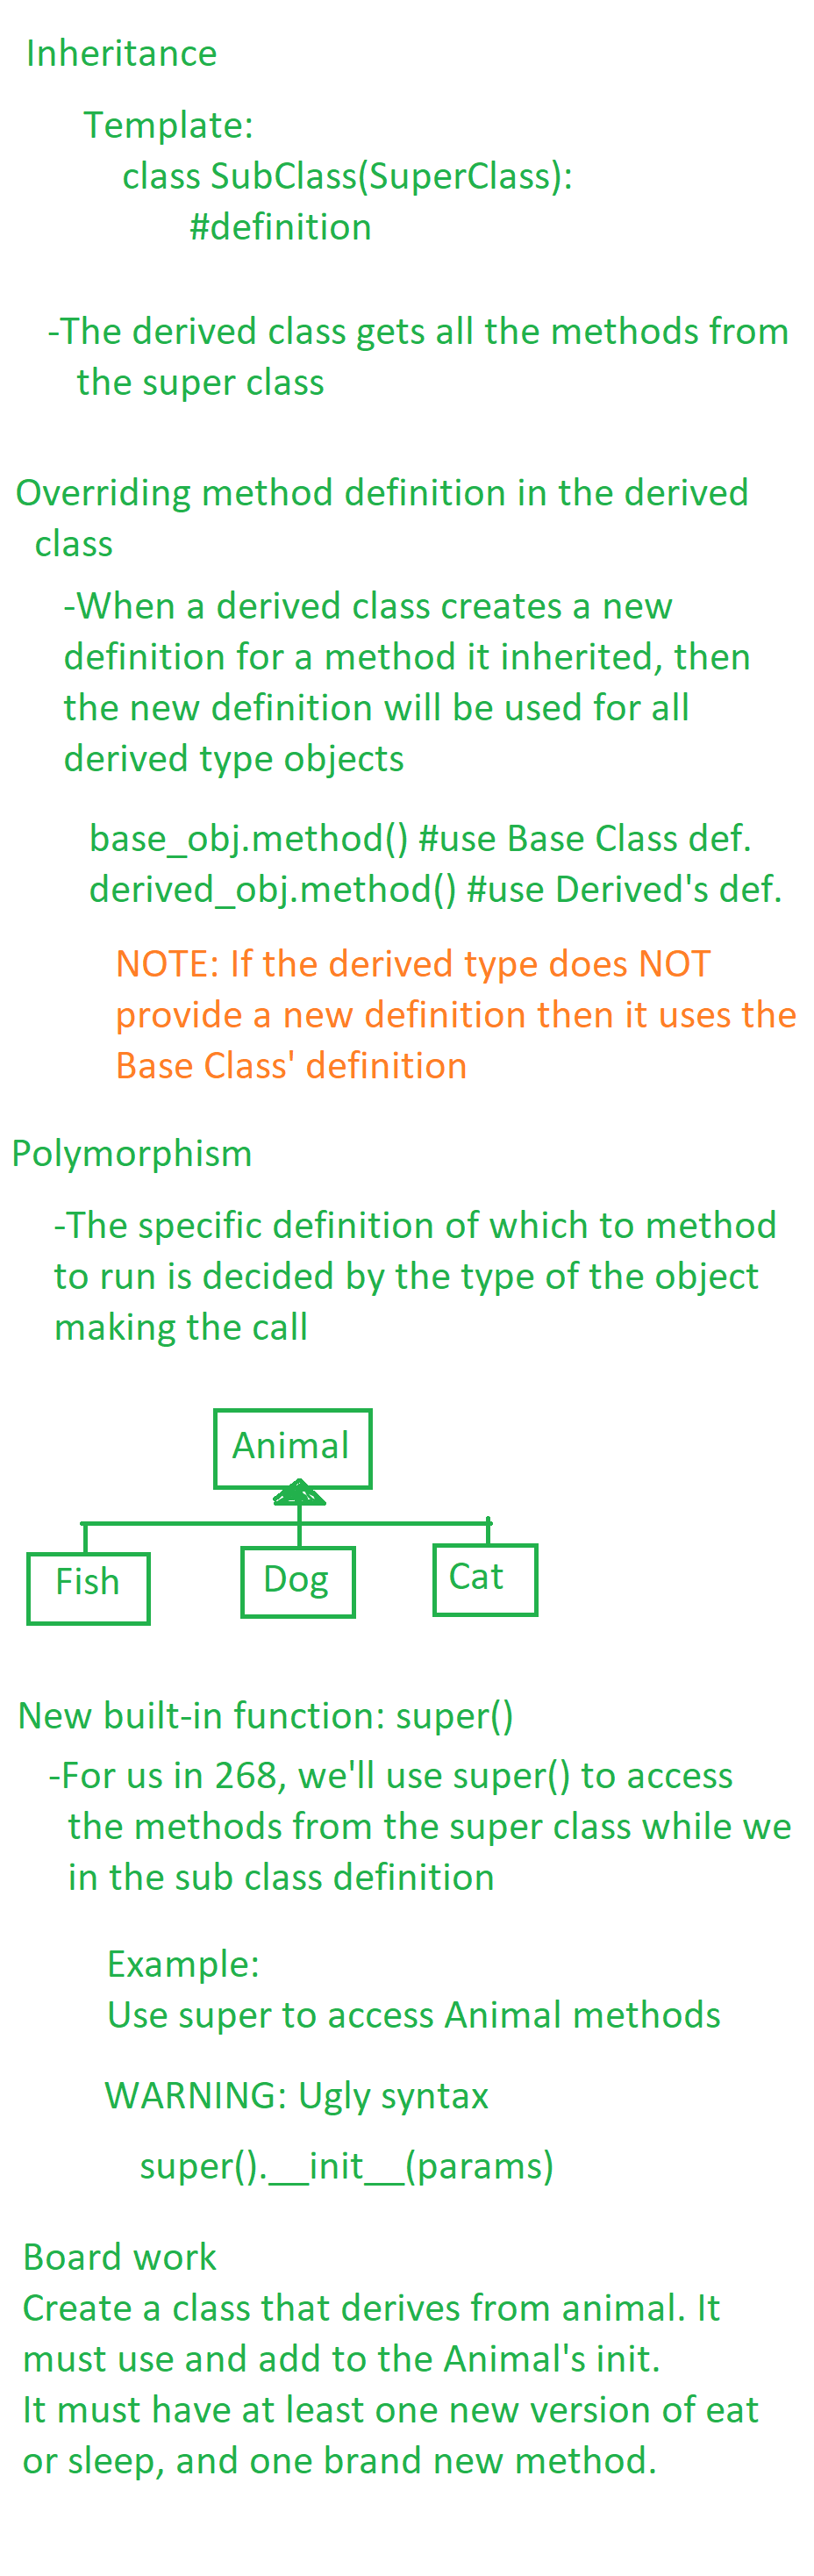 Inheritance
Template:
class SubClass(SuperClass):
#definition
-The derived class gets all the methods from
the super class
Overriding method definition in the derived
class
-When a derived class creates a new
definition for a method it inherited, then
the new definition will be used for all
derived type objects
base_obj.method() #use Base Class def.
derived_obj.method() #use Derived's def.
NOTE: If the derived type does NOT
provide a new definition then it uses the
Base Class' definition
Polymorphism
-The specific definition of which to method
to run is decided by the type of the object
making the call
Animal
Fish
Dog
Cat
New built-in function: super()
-For us in 268, we'll use super() to access
the methods from the super class while we
in the sub class definition
Example:
Use super to access Animal methods
WARNING: Ugly syntax
super().__init__(params)
Board work
Create a class that derives from animal. It
must use and add to the Animal's init.
It must have at least one new version of eat
or sleep, and one brand new method.